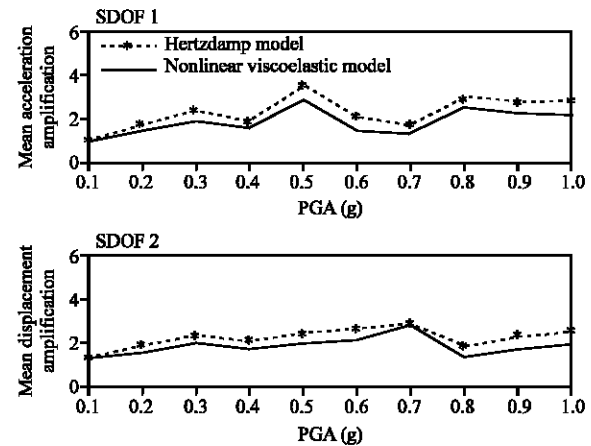 SDOF 1
Mean acceleration
amplification
6
4
2
0
Hertzdamp model
Nonlinear viscoelastic model
0.1 0.2 0.3 0.4 0.5 0.6 0.7 0.8 0.9 1.0
PGA (g)
SDOF 2
Mean displacement
amplification
6
4
2
0
0.1 0.2 0.3 0.4 0.5 0.6 0.7 0.8 0.9 1.0
PGA (g)